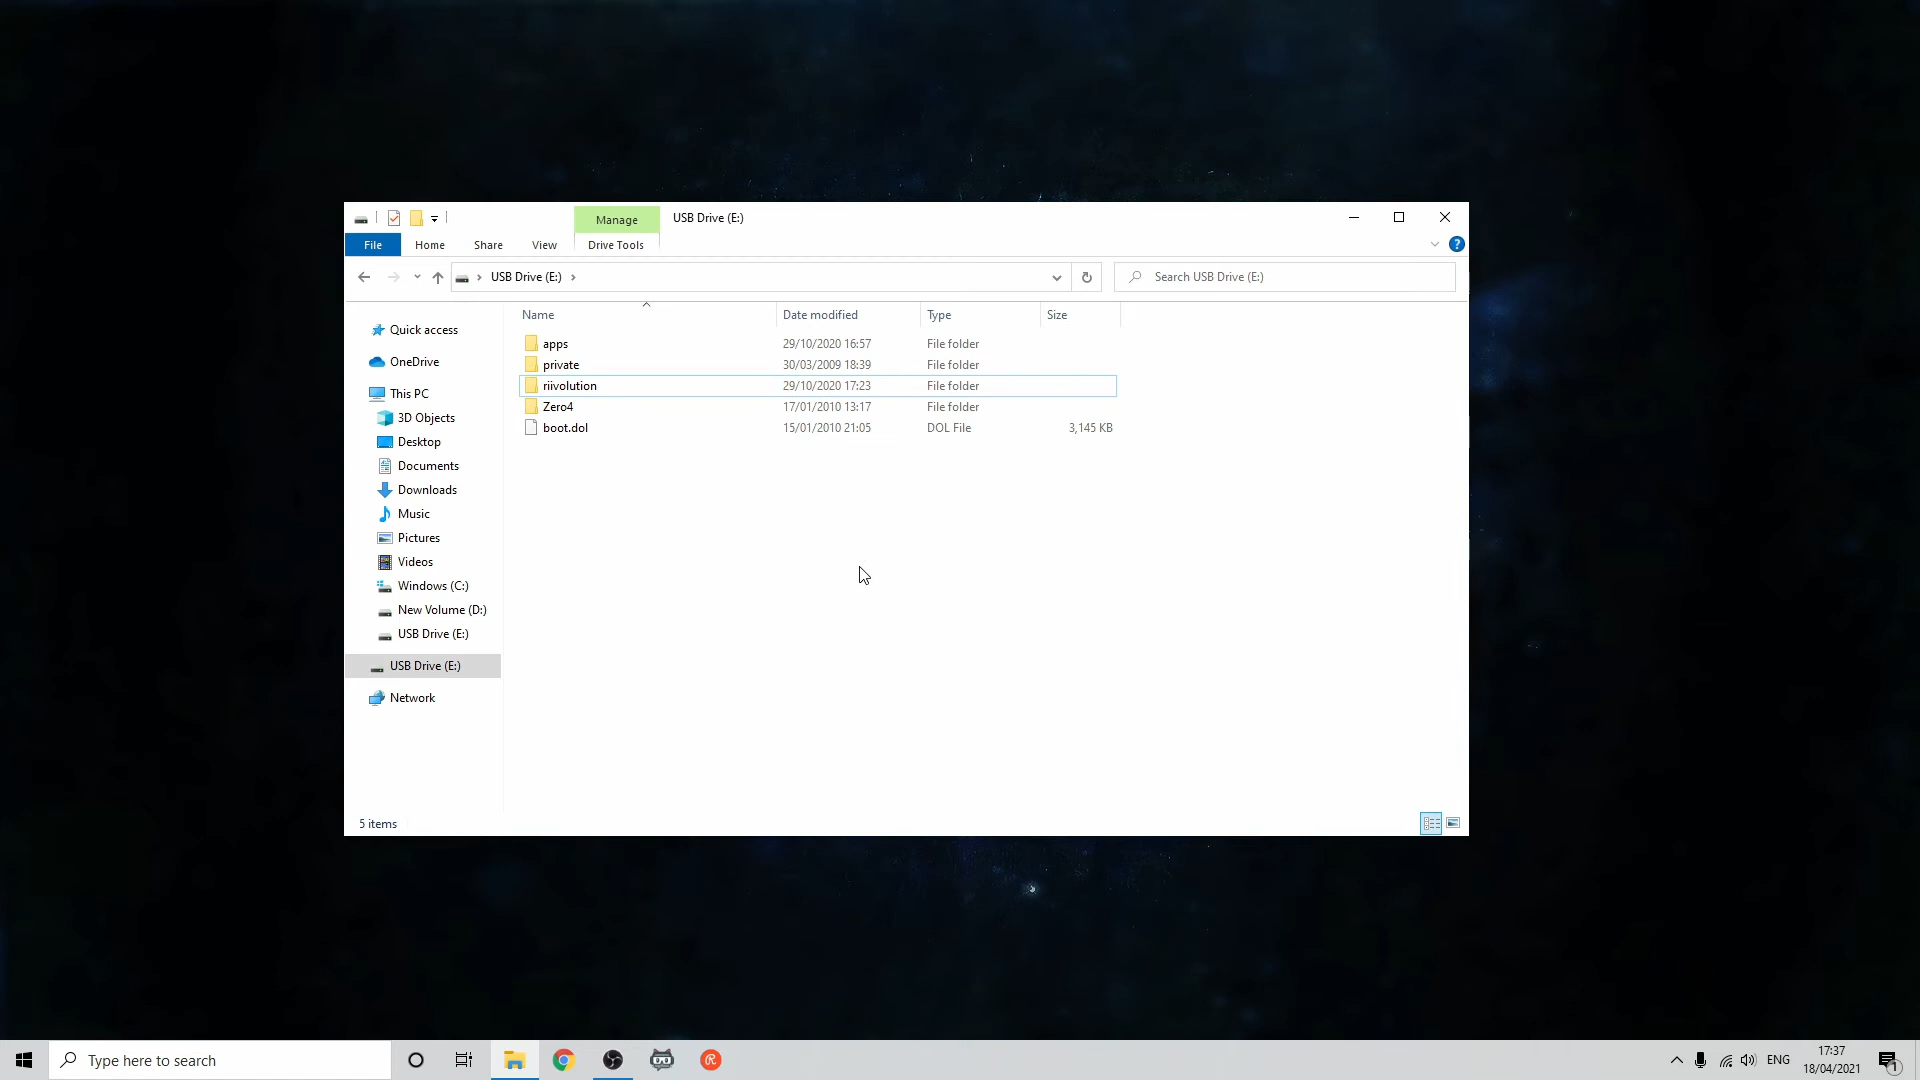 Manage
USB Drive (E:)
File
Home
Share
View
Drive Tools
USB Drive (E:)
Search USB Drive (E:)
Name
Date modified
Type
Size
Quick access
OneDrive
This PC
3D Objects
Desktop
Documents
Downloads
Music
Pictures
Videos
Windows (C:)
New Volume (D:)
USB Drive (E:)
USB Drive (E:)
Network
apps 29/10/2020 16:57 File folder
private 30/03/2009 18:39 File folder
riivolution 29/10/2020 17:23 File folder
Zero4 17/01/2010 13:17 File folder
boot.dol 15/01/2010 21:05 DOL File 3,145 KB
5 items
Type here to search
ENG
17:37
18/04/2021
1